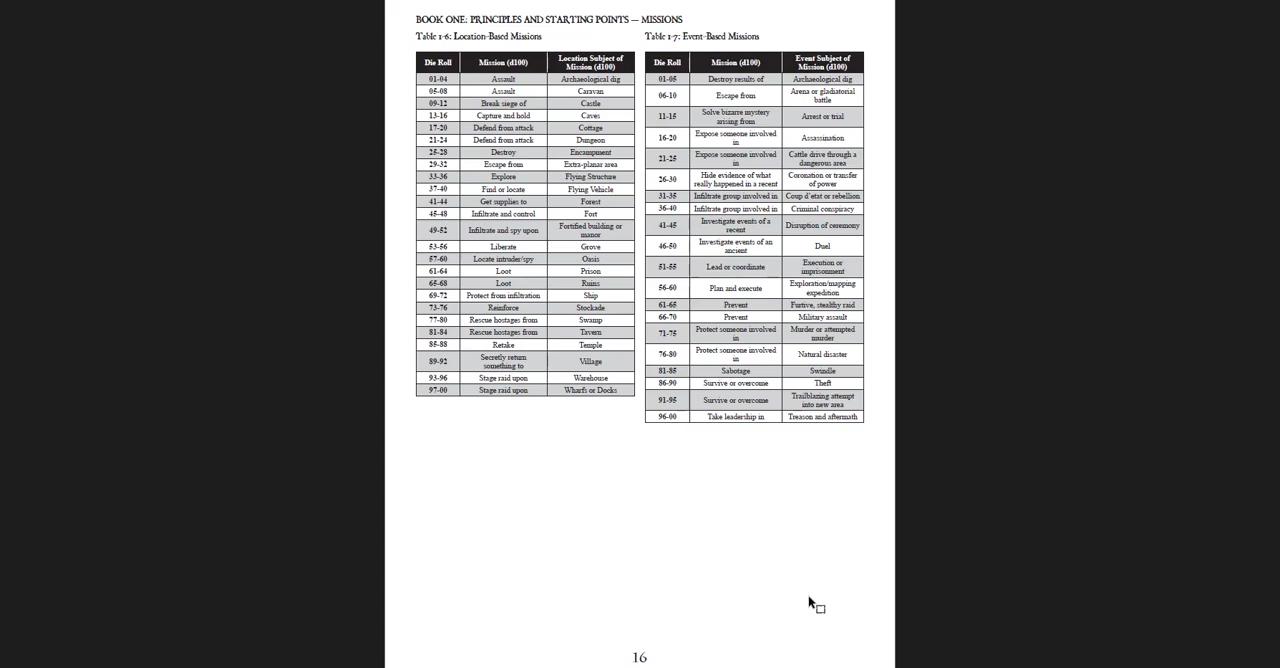 BOOK ONE: PRINCIPLES AND STARTING POINTS — MISSIONS
Table 1-6: Location-Based Missions
Die Roll Mission (d100) Location Subject of Mission (d100)
01-04 Assault Archaeological dig
05-08 Assault Caravan
09-12 Break siege of Castle
13-16 Capture and hold Caves
17-20 Defend from attack Cottage
21-24 Defend from attack Dungeon
25-28 Destroy Encampment
29-32 Escape from Extra-planar area
33-36 Explore Flying Structure
37-40 Find or locate Flying Vehicle
41-44 Get supplies to Forest
45-48 Infiltrate and control Fort
49-52 Infiltrate and spy upon Fortified building or manor
53-56 Liberate Grove
57-60 Locate intruder/spy Oasis
61-64 Loot Prison
65-68 Loot Ruins
69-72 Protect from infiltration Ship
73-76 Reinforce Stockade
77-80 Rescue hostages from Swamp
81-84 Rescue hostages from Tavern
85-88 Retake Temple
89-92 Secretly return something to Village
93-96 Stage raid upon Warehouse
97-00 Stage raid upon Wharfs or Docks
Table 1-7: Event-Based Missions
Die Roll Mission (d100) Event Subject of Mission (d100)
01-05 Destroy results of Archaeological dig
06-10 Escape from Arena or gladiatorial battle
11-15 Solve bizarre mystery arising from Arrest or trial
16-20 Expose someone involved in Assassination
21-25 Expose someone involved in Cattle drive through a dangerous area
26-30 Hide evidence of what really happened in a recent Coronation or transfer of power
31-35 Infiltrate group involved in Coup d'etat or rebellion
36-40 Infiltrate group involved in Criminal conspiracy
41-45 Investigate events of a recent Disruption of ceremony
46-50 Investigate events of an ancient Duel
51-55 Lead or coordinate Execution or imprisonment
56-60 Plan and execute Exploration/mapping expedition
61-65 Prevent Furtive, stealthy raid
66-70 Prevent Military assault
71-75 Protect someone involved in Murder or attempted murder
76-80 Protect someone involved in Natural disaster
81-85 Sabotage Swindle
86-90 Survive or overcome Theft
91-95 Survive or overcome Trailblazing attempt into new area
96-00 Take leadership in Treason and aftermath
16